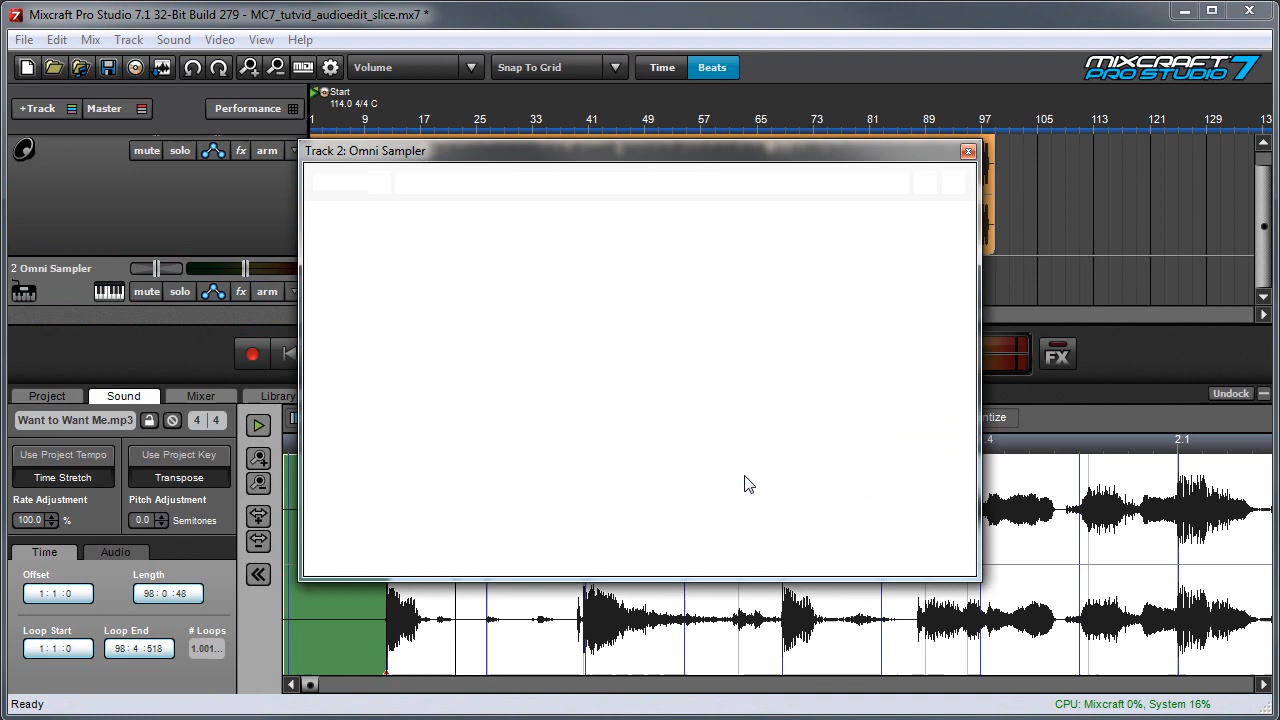 Mixcraft Pro Studio 7.1 32-Bit Build 279 - MC7_tutvid_audioedit_slice.mx7 *
File Edit Mix Track Sound Video View Help
Volume Snap To Grid Time Beats MIXCRAFT PRO STUDIO 7
+Track Master Performance
Start
114.0 4/4 C
1 9 17 25 33 41 49 57 65 73 81 89 97 105 113 121 129 13
mute solo fx arm
Track 2: Omni Sampler
2 Omni Sampler
mute solo fx arm
FX
Project Sound Mixer Library
Undock
Want to Want Me.mp3 4 4
ntize
.4 2.1
Use Project Tempo Use Project Key
Time Stretch Transpose
Rate Adjustment Pitch Adjustment
100.0 % 0.0 Semitones
Time Audio
Offset Length
1 : 1 : 0 98 : 0 : 48
Loop Start Loop End # Loops
1 : 1 : 0 98 : 4 : 518 1.001...
Ready CPU: Mixcraft 0%, System 16%